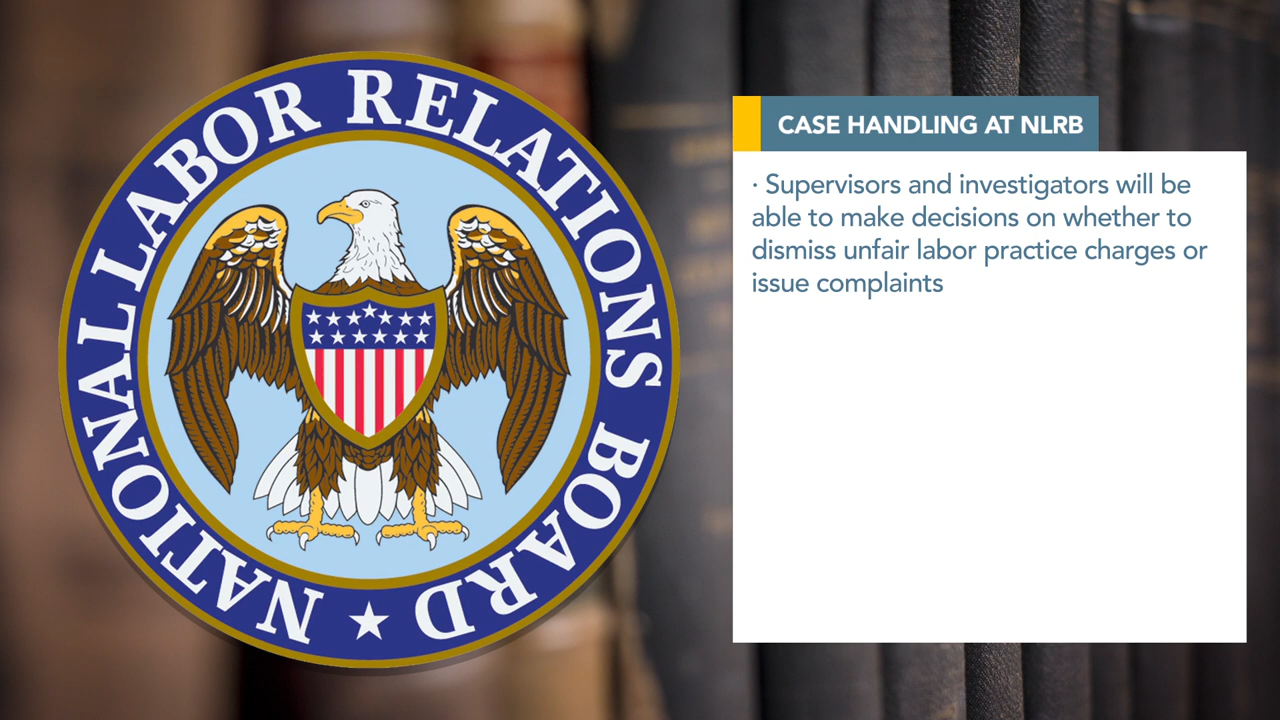 NATIONAL LABOR RELATIONS BOARD
CASE HANDLING AT NLRB
· Supervisors and investigators will be
able to make decisions on whether to
dismiss unfair labor practice charges or
issue complaints